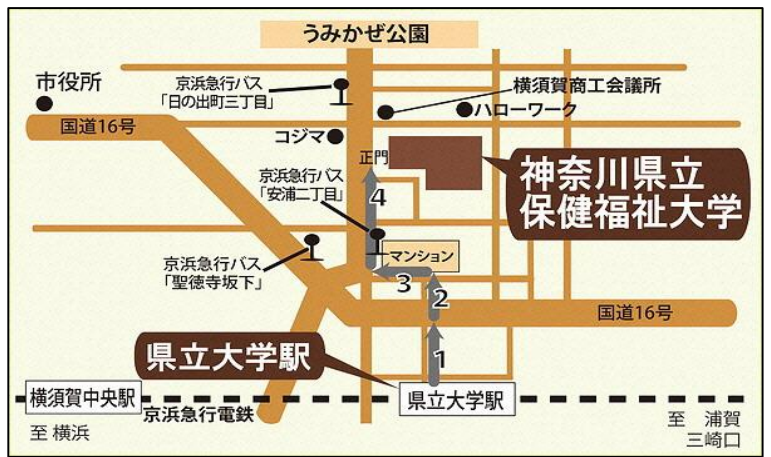 うみかぜ公園
市役所
京浜急行バス
「日の出町三丁目」
横須賀商工会議所
ハローワーク
国道16号
コジマ
正門
神奈川県立
保健福祉大学
京浜急行バス
「安浦二丁目」
4
マンション
京浜急行バス
「聖徳寺坂下」
3
2
国道16号
県立大学駅
1
横須賀中央駅
京浜急行電鉄
県立大学駅
至 横浜
至 浦賀
三崎口